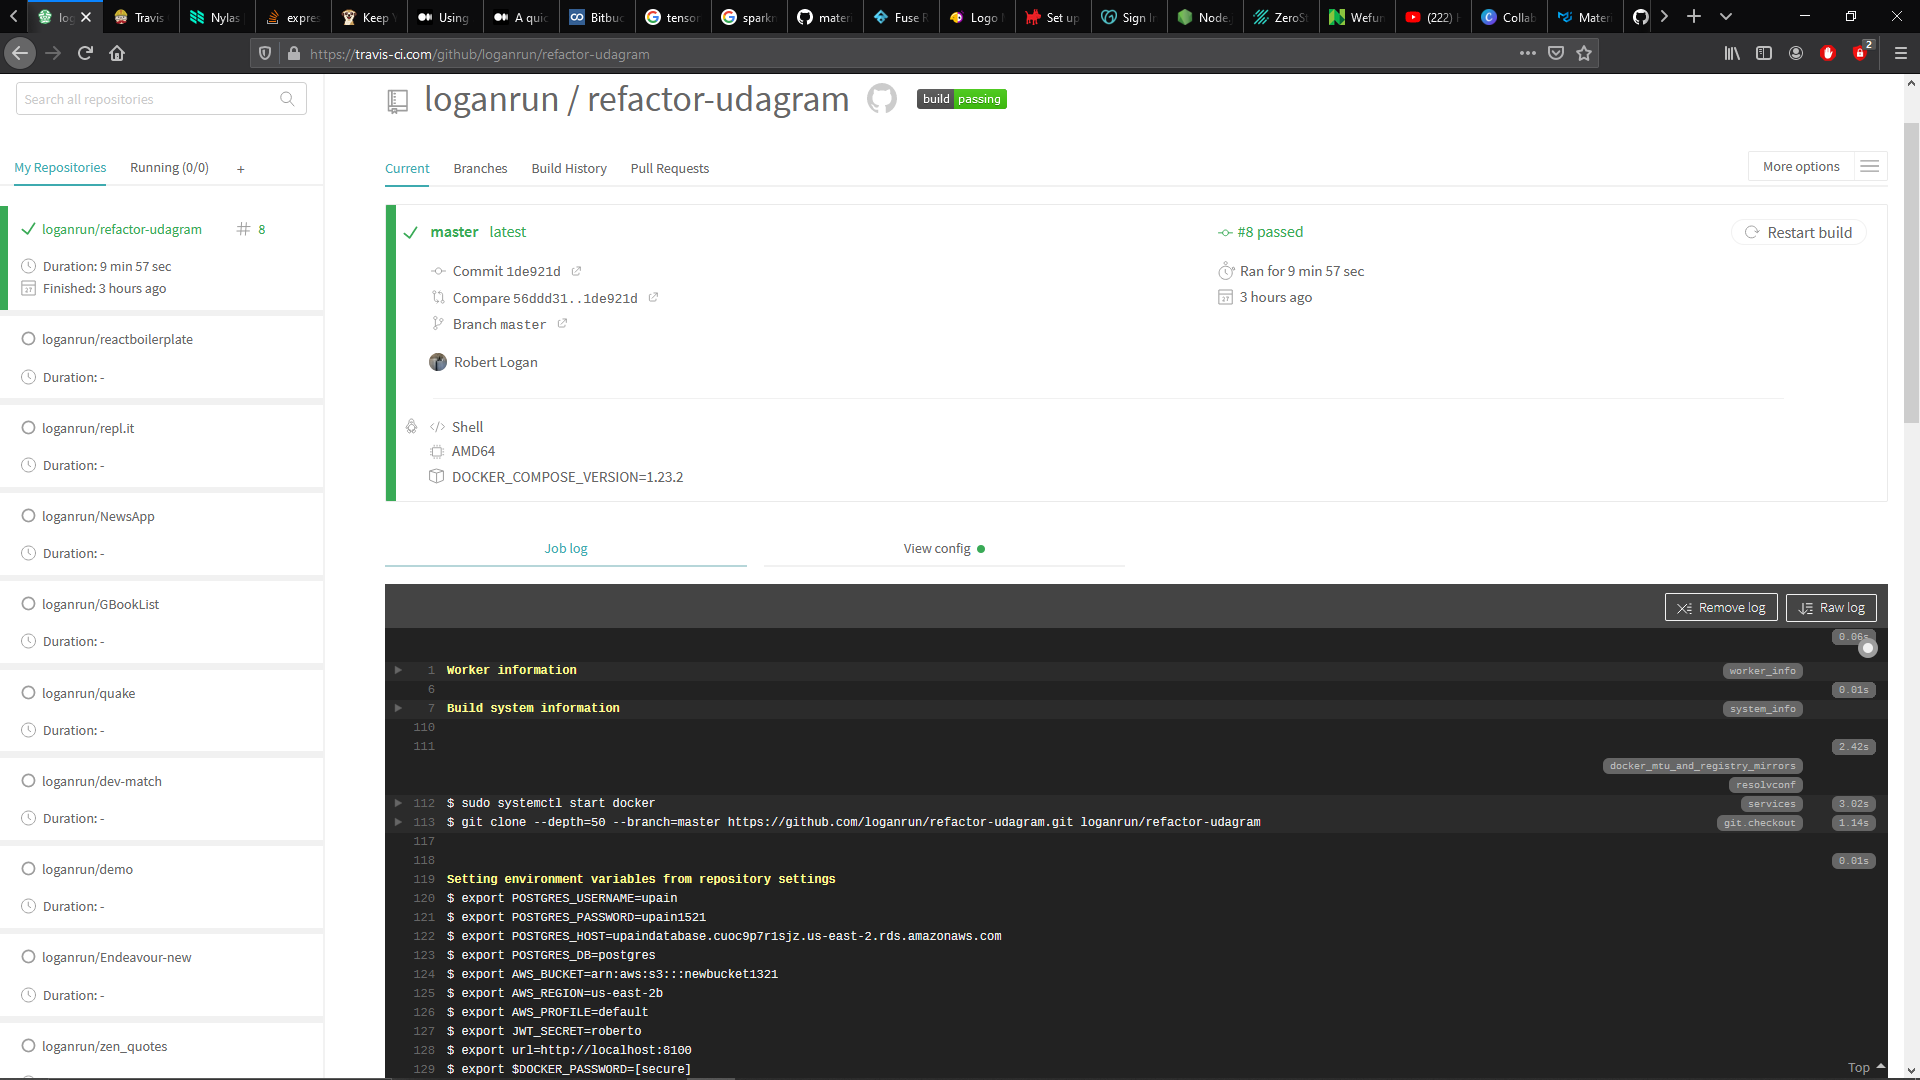 log
Travis
Nylas
expres
Keep
Using
A quic
Bitbuc
tensor
sparkn
materi
Fuse
Logo
Set up
Sign In
Node.
ZeroSt
Wefun
(222)
Collab
Materi
https://travis-ci.com/github/loganrun/refactor-udagram
2
Search all repositories
My Repositories Running (0/0) +
loganrun/refactor-udagram # 8
Duration: 9 min 57 sec
Finished: 3 hours ago
loganrun/reactboilerplate
Duration: -
loganrun/repl.it
Duration: -
loganrun/NewsApp
Duration: -
loganrun/GBookList
Duration: -
loganrun/quake
Duration: -
loganrun/dev-match
Duration: -
loganrun/demo
Duration: -
loganrun/Endeavour-new
Duration: -
loganrun/zen_quotes
loganrun / refactor-udagram build passing
Current Branches Build History Pull Requests More options
master latest #8 passed Restart build
Commit 1de921d Ran for 9 min 57 sec
Compare 56ddd31..1de921d 3 hours ago
Branch master
Robert Logan
</> Shell
AMD64
DOCKER_COMPOSE_VERSION=1.23.2
Job log View config
Remove log Raw log
0.06s
1 Worker information worker_info
6 0.01s
7 Build system information system_info
110
111 2.42s
docker_mtu_and_registry_mirrors
resolvconf
112 $ sudo systemctl start docker services 3.02s
113 $ git clone --depth=50 --branch=master https://github.com/loganrun/refactor-udagram.git loganrun/refactor-udagram git.checkout 1.14s
117
118 0.01s
119 Setting environment variables from repository settings
120 $ export POSTGRES_USERNAME=upain
121 $ export POSTGRES_PASSWORD=upain1521
122 $ export POSTGRES_HOST=upaindatabase.cuoc9p7r1sjz.us-east-2.rds.amazonaws.com
123 $ export POSTGRES_DB=postgres
124 $ export AWS_BUCKET=arn:aws:s3:::newbucket1321
125 $ export AWS_REGION=us-east-2b
126 $ export AWS_PROFILE=default
127 $ export JWT_SECRET=roberto
128 $ export url=http://localhost:8100
129 $ export $DOCKER_PASSWORD=[secure]
Top